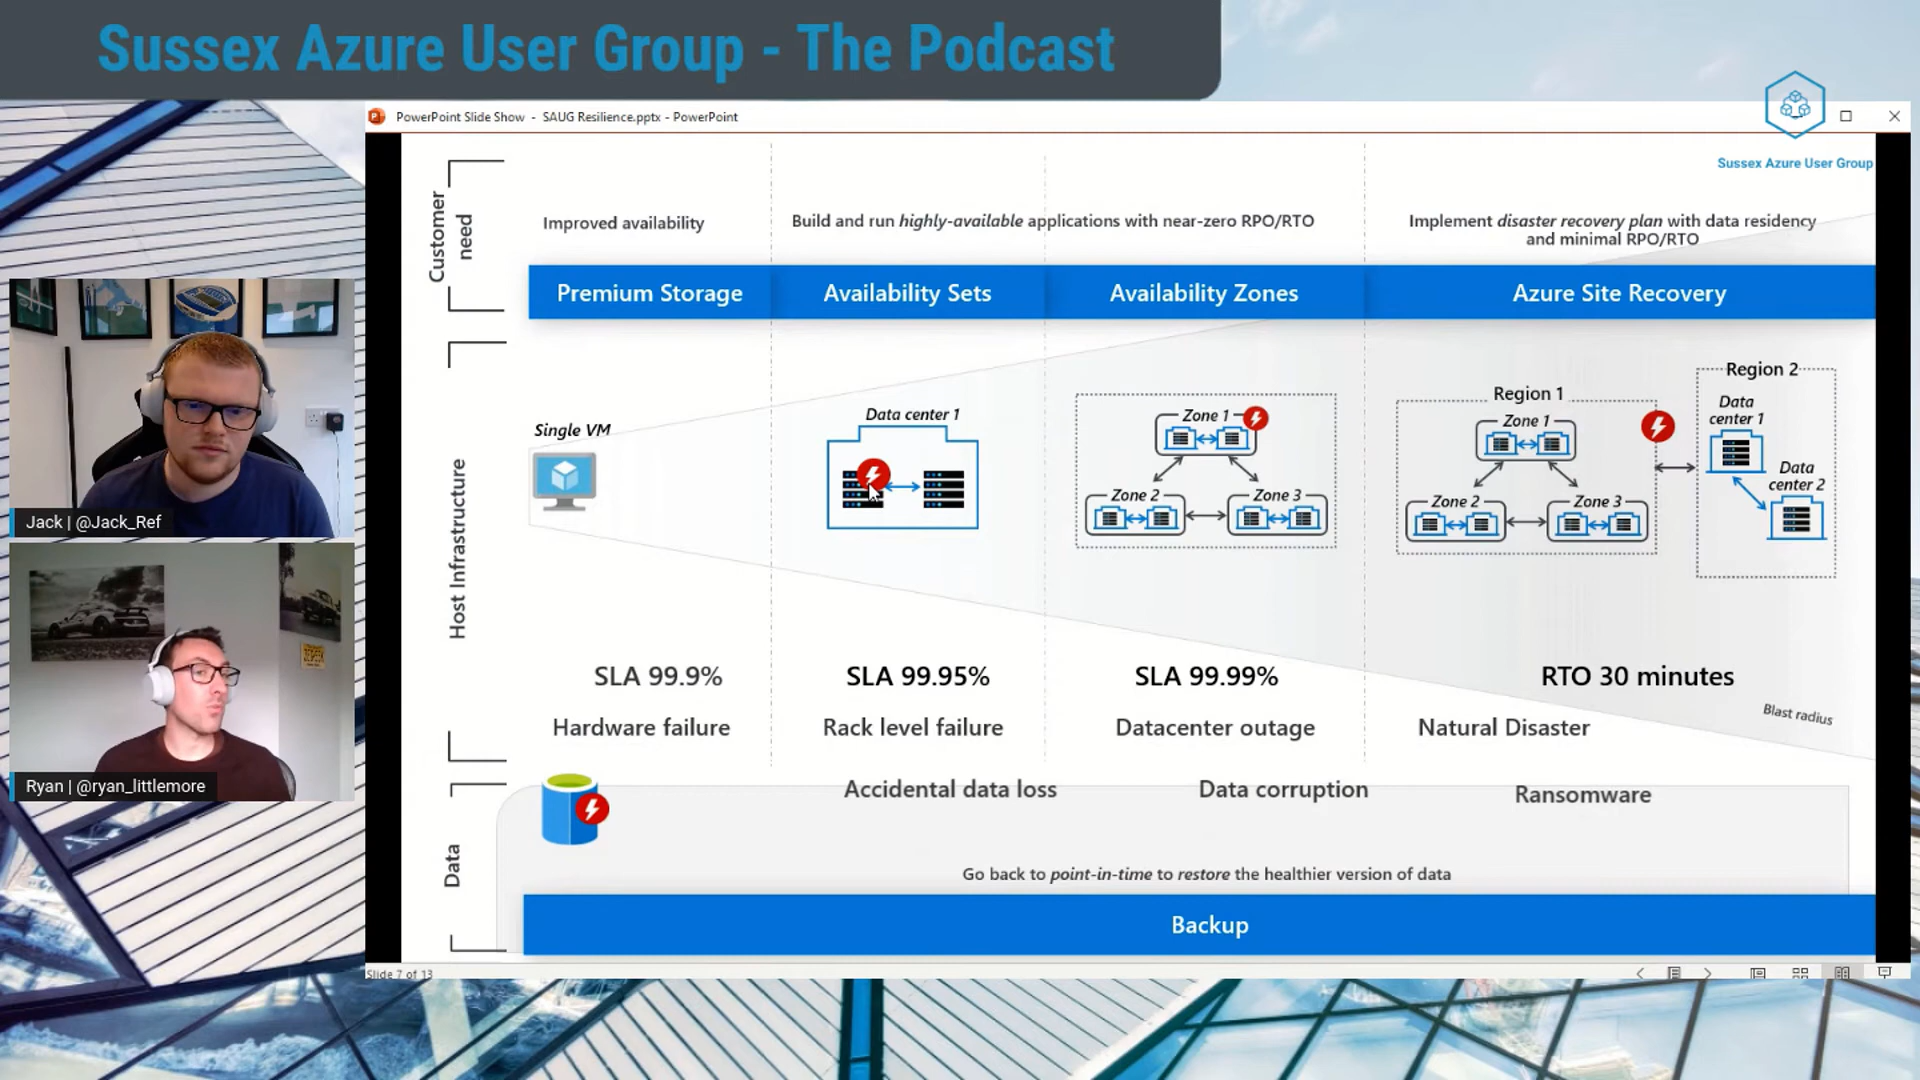 Sussex Azure User Group - The Podcast
PowerPoint Slide Show - SAUG Resilience.pptx - PowerPoint
Sussex Azure User Group
Customer
need
Improved availability
Build and run highly-available applications with near-zero RPO/RTO
Implement disaster recovery plan with data residency
and minimal RPO/RTO
Premium Storage
Availability Sets
Availability Zones
Azure Site Recovery
Host Infrastructure
Single VM
Data center 1
Zone 1
Zone 2
Zone 3
Region 1
Zone 1
Zone 2
Zone 3
Region 2
Data
center 1
Data
center 2
SLA 99.9%
SLA 99.95%
SLA 99.99%
RTO 30 minutes
Hardware failure
Rack level failure
Datacenter outage
Natural Disaster
Blast radius
Data
Accidental data loss
Data corruption
Ransomware
Go back to point-in-time to restore the healthier version of data
Backup
Slide 7 of 13
Jack | @Jack_Ref
Ryan | @ryan_littlemore